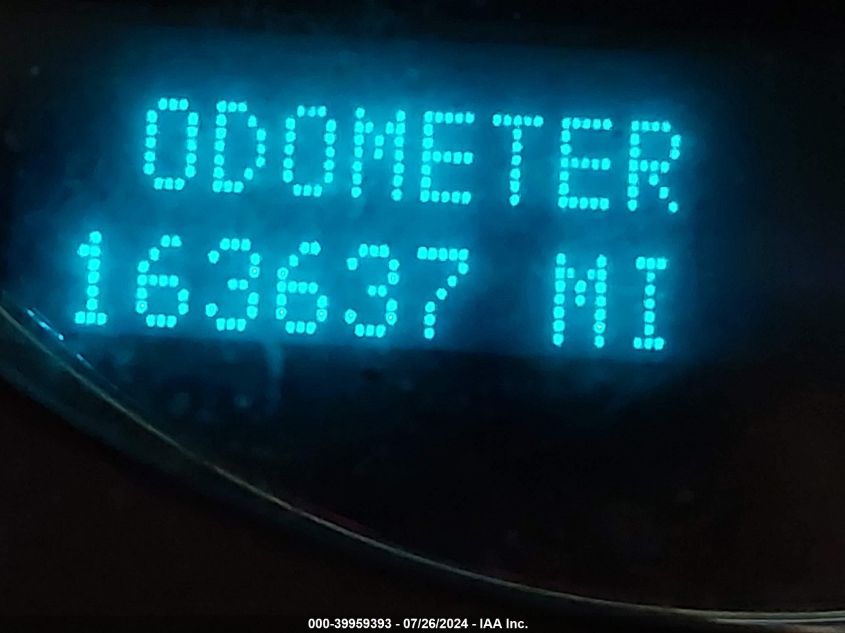 ODOMETER
163637 MI
000-39959393 - 07/26/2024 - IAA Inc.